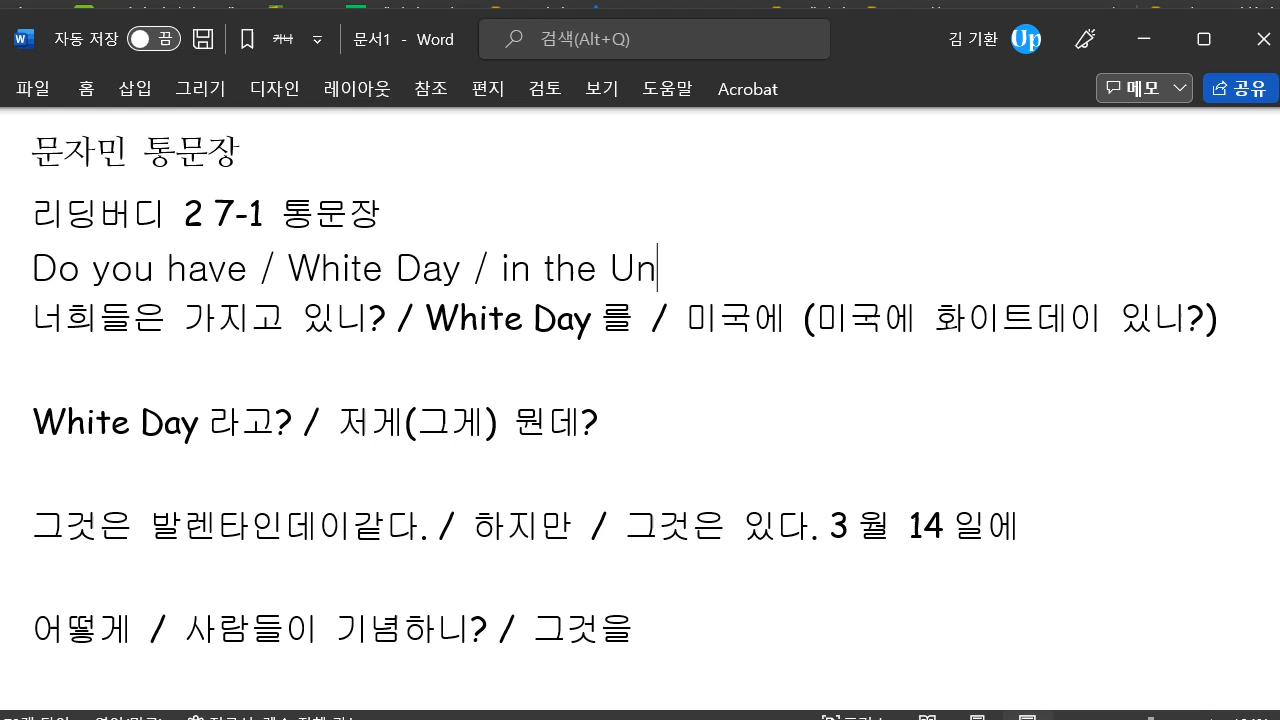 자동 저장 끔 가나 문서1 - Word 검색(Alt+Q) 김 기환 Up
파일 홈 삽입 그리기 디자인 레이아웃 참조 편지 검토 보기 도움말 Acrobat 메모 공유
문자민 통문장
리딩버디 2 7-1 통문장
Do you have / White Day / in the Un
너희들은 가지고 있니? / White Day 를 / 미국에 (미국에 화이트데이 있니?)
White Day 라고? / 저게(그게) 뭔데?
그것은 발렌타인데이같다. / 하지만 / 그것은 있다. 3 월 14 일에
어떻게 / 사람들이 기념하니? / 그것을